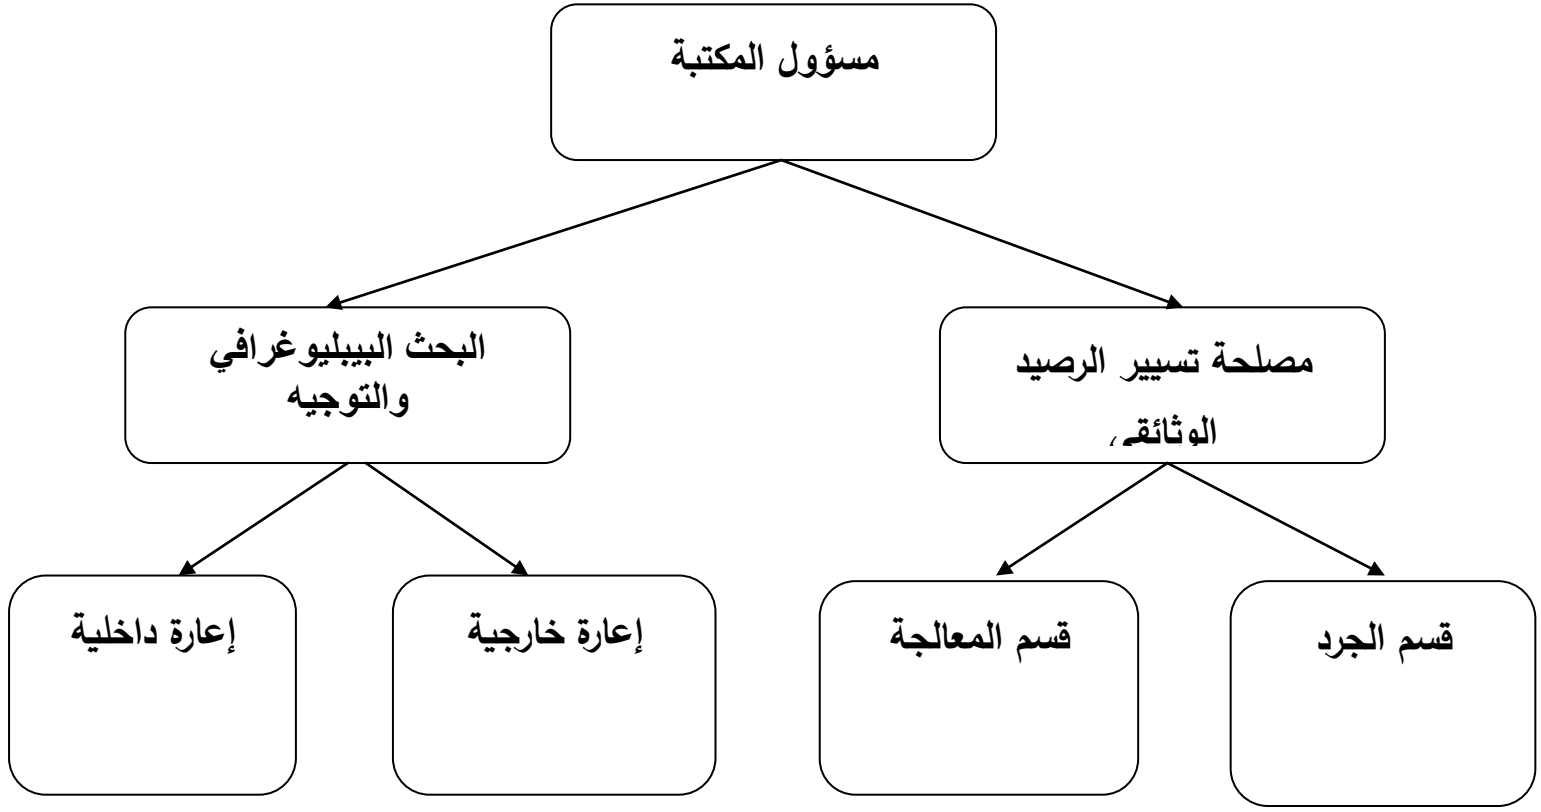 مسؤول المكتبة
مصلحة تسيير الرصيد
الوثائقي
البحث البيبليوغرافي
والتوجيه
قسم الجرد
قسم المعالجة
إعارة خارجية
إعارة داخلية